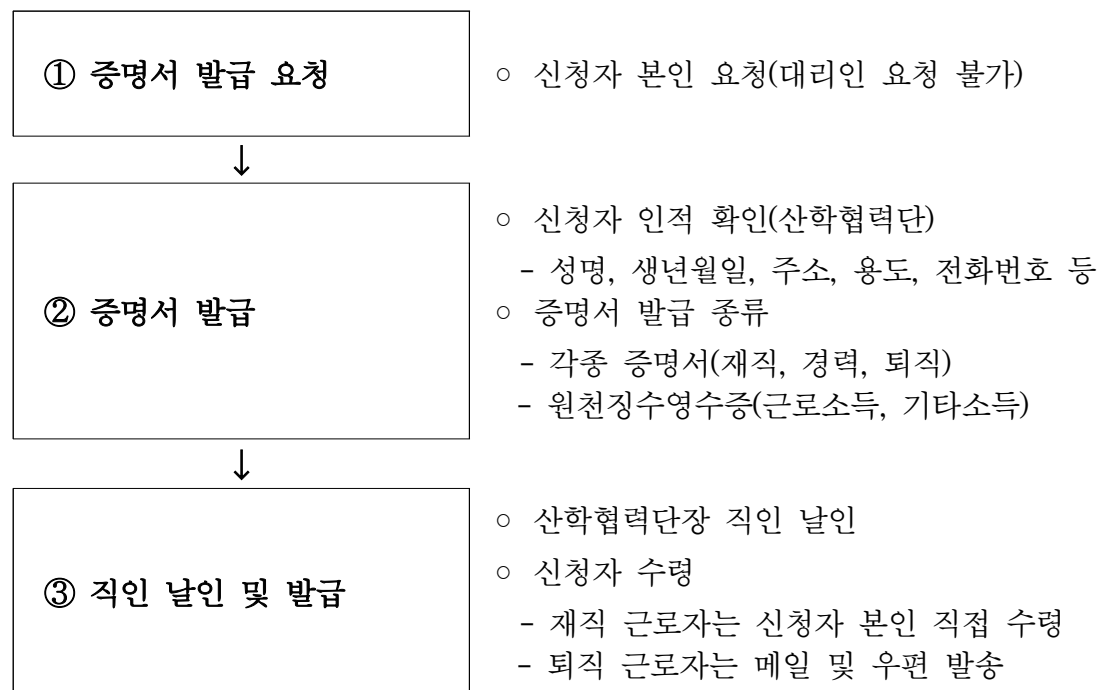 ① 증명서 발급 요청
○ 신청자 본인 요청(대리인 요청 불가)
↓
② 증명서 발급
○ 신청자 인적 확인(산학협력단)
- 성명, 생년월일, 주소, 용도, 전화번호 등
○ 증명서 발급 종류
- 각종 증명서(재직, 경력, 퇴직)
- 원천징수영수증(근로소득, 기타소득)
↓
③ 직인 날인 및 발급
○ 산학협력단장 직인 날인
○ 신청자 수령
- 재직 근로자는 신청자 본인 직접 수령
- 퇴직 근로자는 메일 및 우편 발송